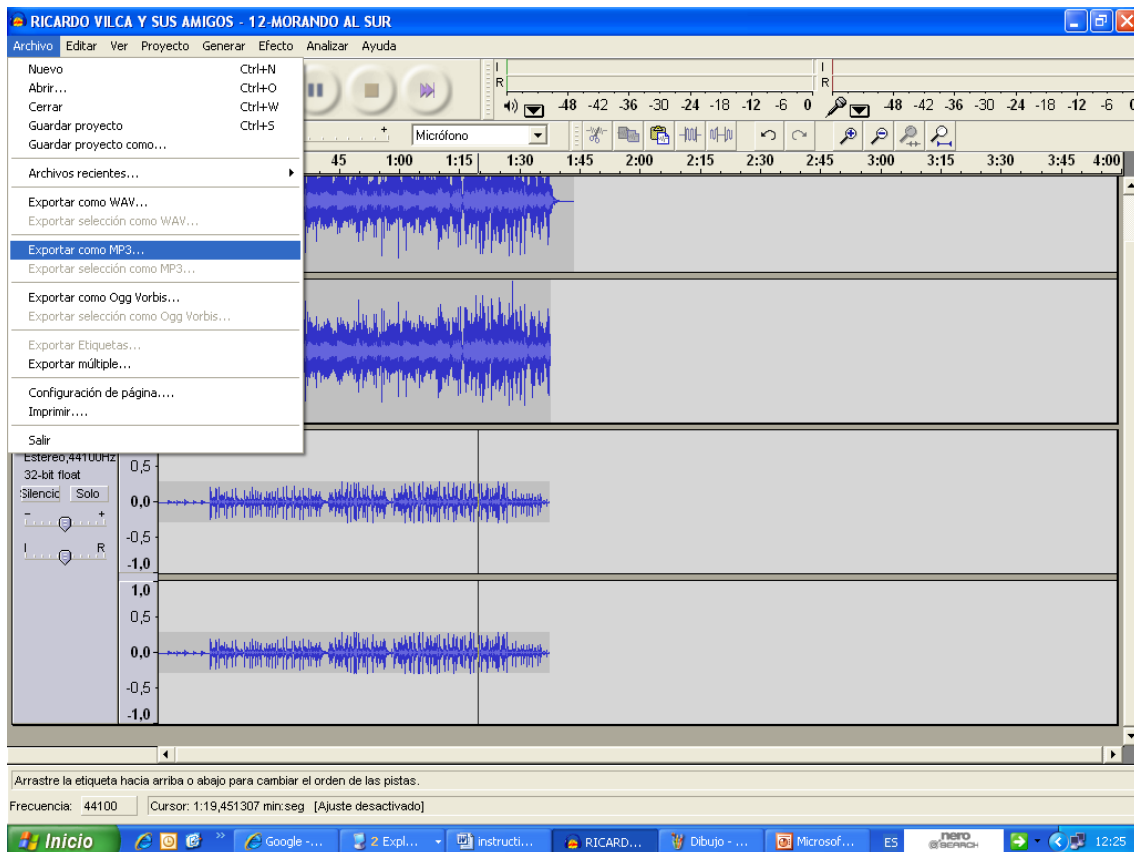 RICARDO VILCA Y SUS AMIGOS - 12-MORANDO AL SUR
Archivo Editar Ver Proyecto Generar Efecto Analizar Ayuda
Nuevo Ctrl+N
Abrir... Ctrl+O
Cerrar Ctrl+W
Guardar proyecto Ctrl+S
Guardar proyecto como...
Archivos recientes...
Exportar como WAV...
Exportar selección como WAV...
Exportar como MP3...
Exportar selección como MP3...
Exportar como Ogg Vorbis...
Exportar selección como Ogg Vorbis...
Exportar Etiquetas...
Exportar múltiple...
Configuración de página....
Imprimir....
Salir
L
R
-48 -42 -36 -30 -24 -18 -12 -6 0
L
R
-48 -42 -36 -30 -24 -18 -12 -6
+
Micrófono
45 1:00 1:15 1:30 1:45 2:00 2:15 2:30 2:45 3:00 3:15 3:30 3:45 4:00
Estéreo,44100Hz
32-bit float
Silencio Solo
- +
L R
0,5
0,0
-0,5
-1,0
1,0
0,5
0,0
-0,5
-1,0
Arrastre la etiqueta hacia arriba o abajo para cambiar el orden de las pistas.
Frecuencia: 44100 Cursor: 1:19,451307 min:seg [Ajuste desactivado]
Inicio Google -... 2 Expl... instructi... RICARD... Dibujo - ... Microsof... ES nero SEARCH 12:25